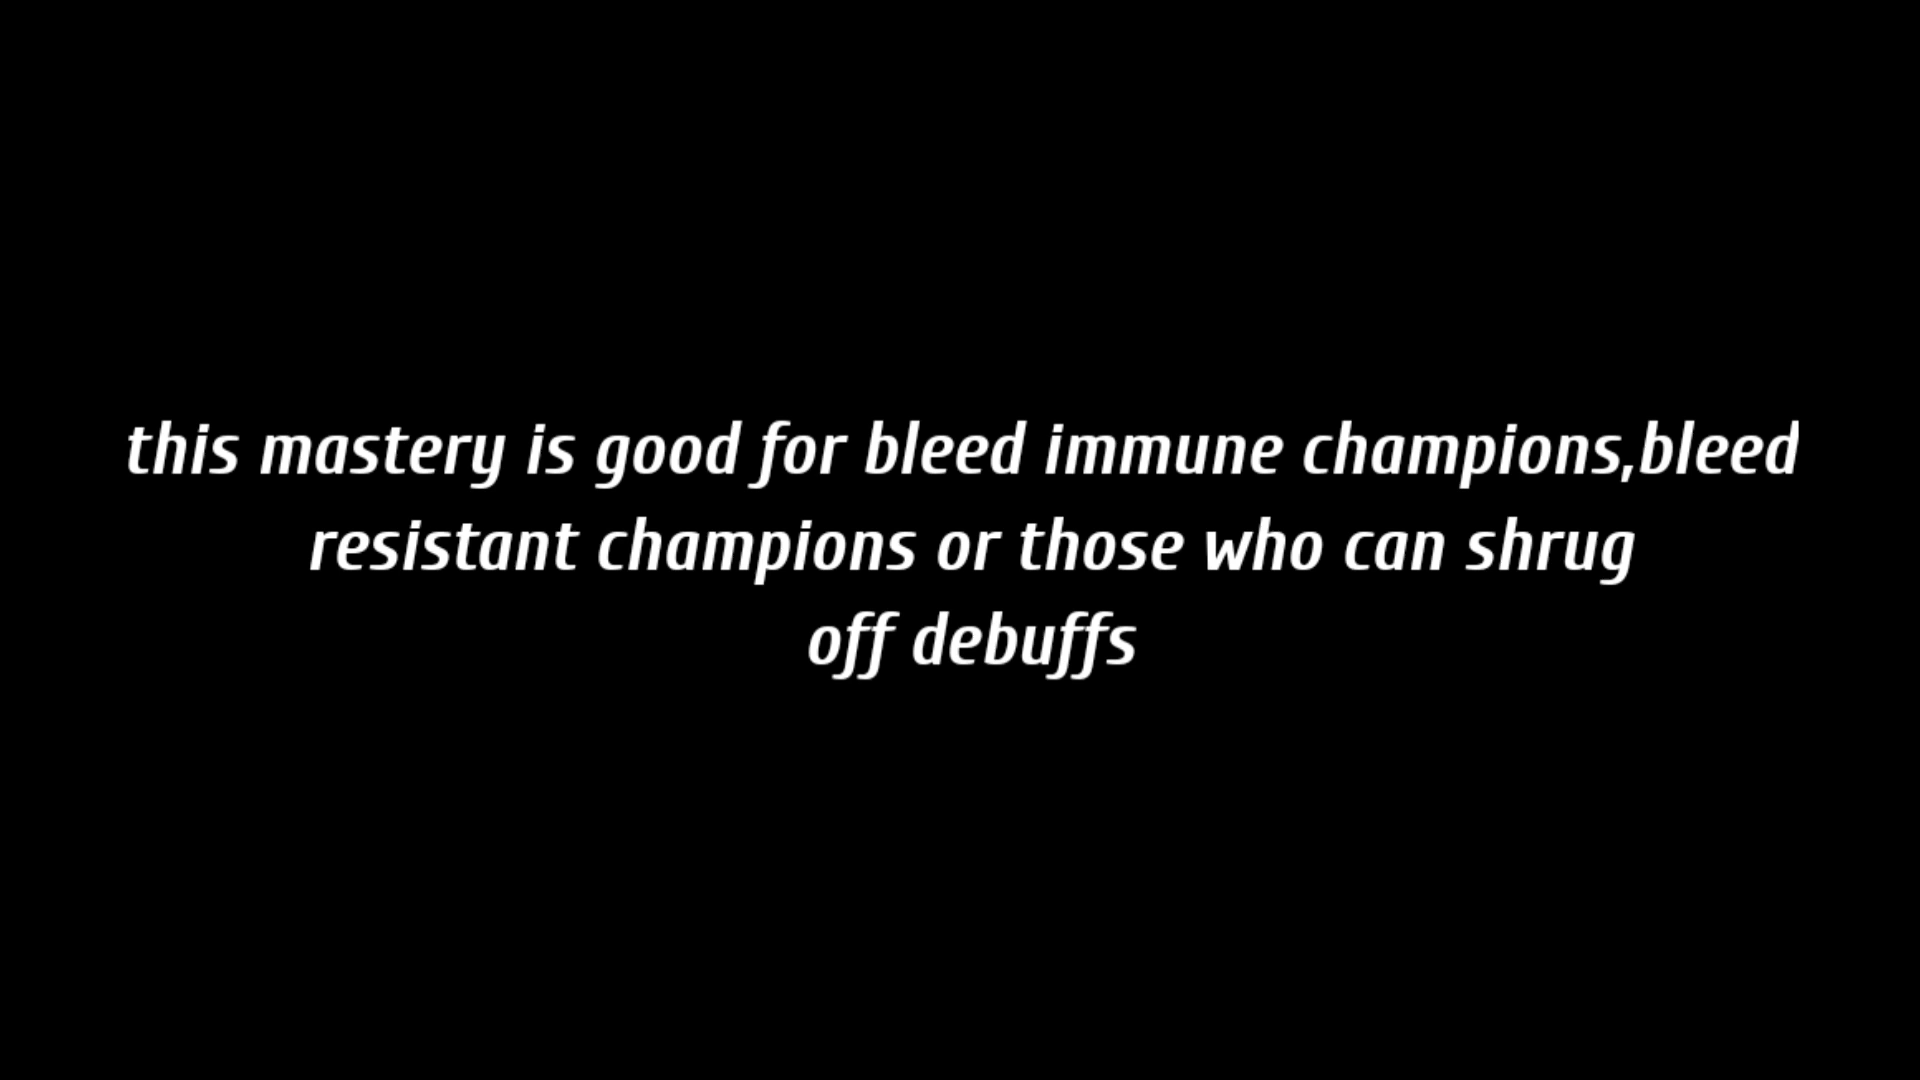 this mastery is good for bleed immune champions,bleed
resistant champions or those who can shrug
off debuffs